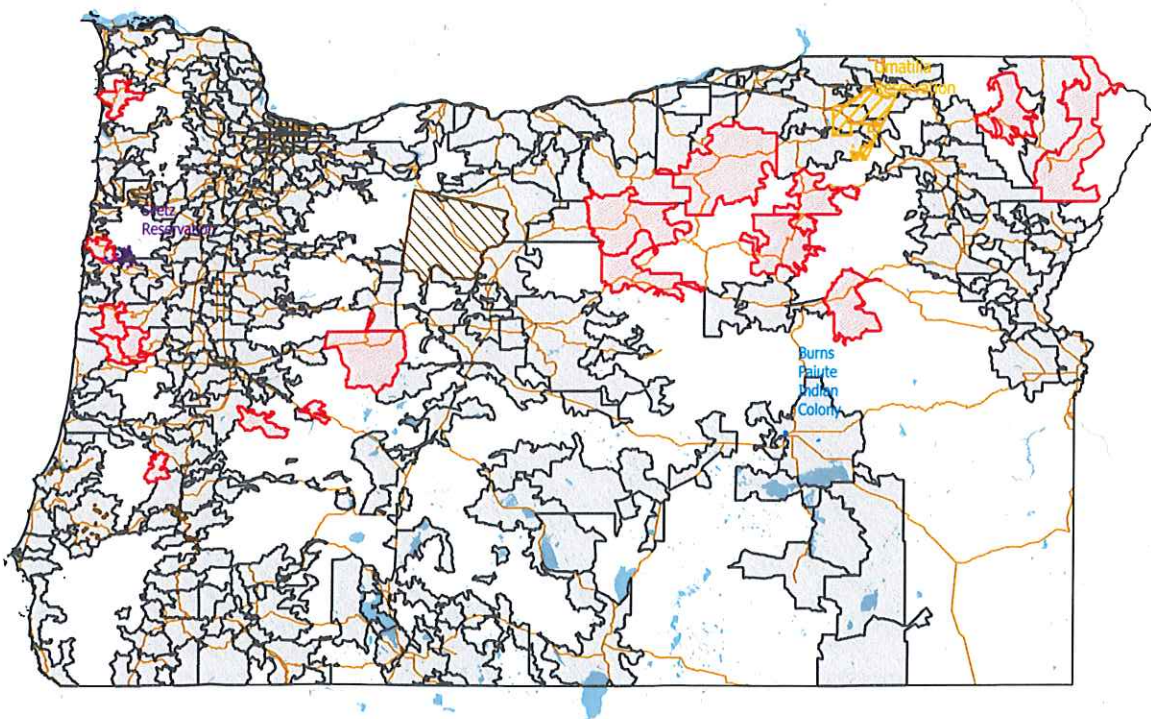 Umatilla
Reservation
Siletz
Reservation
Burns
Paiute
Indian
Colony